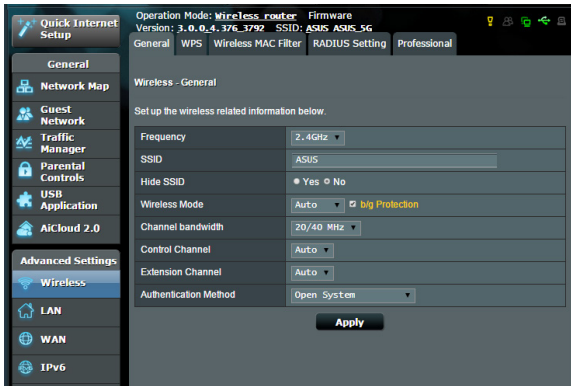 Quick Internet
Setup
Operation Mode: Wireless router Firmware
Version: 3.0.0.4.376_3792 SSID: ASUS ASUS_5G
General WPS Wireless MAC Filter RADIUS Setting Professional
General
Network Map
Guest
Network
Traffic
Manager
Parental
Controls
USB
Application
AiCloud 2.0
Advanced Settings
Wireless
LAN
WAN
IPv6
Wireless - General
Set up the wireless related information below.
Frequency 2.4GHz
SSID ASUS
Hide SSID Yes No
Wireless Mode Auto b/g Protection
Channel bandwidth 20/40 MHz
Control Channel Auto
Extension Channel Auto
Authentication Method Open System
Apply